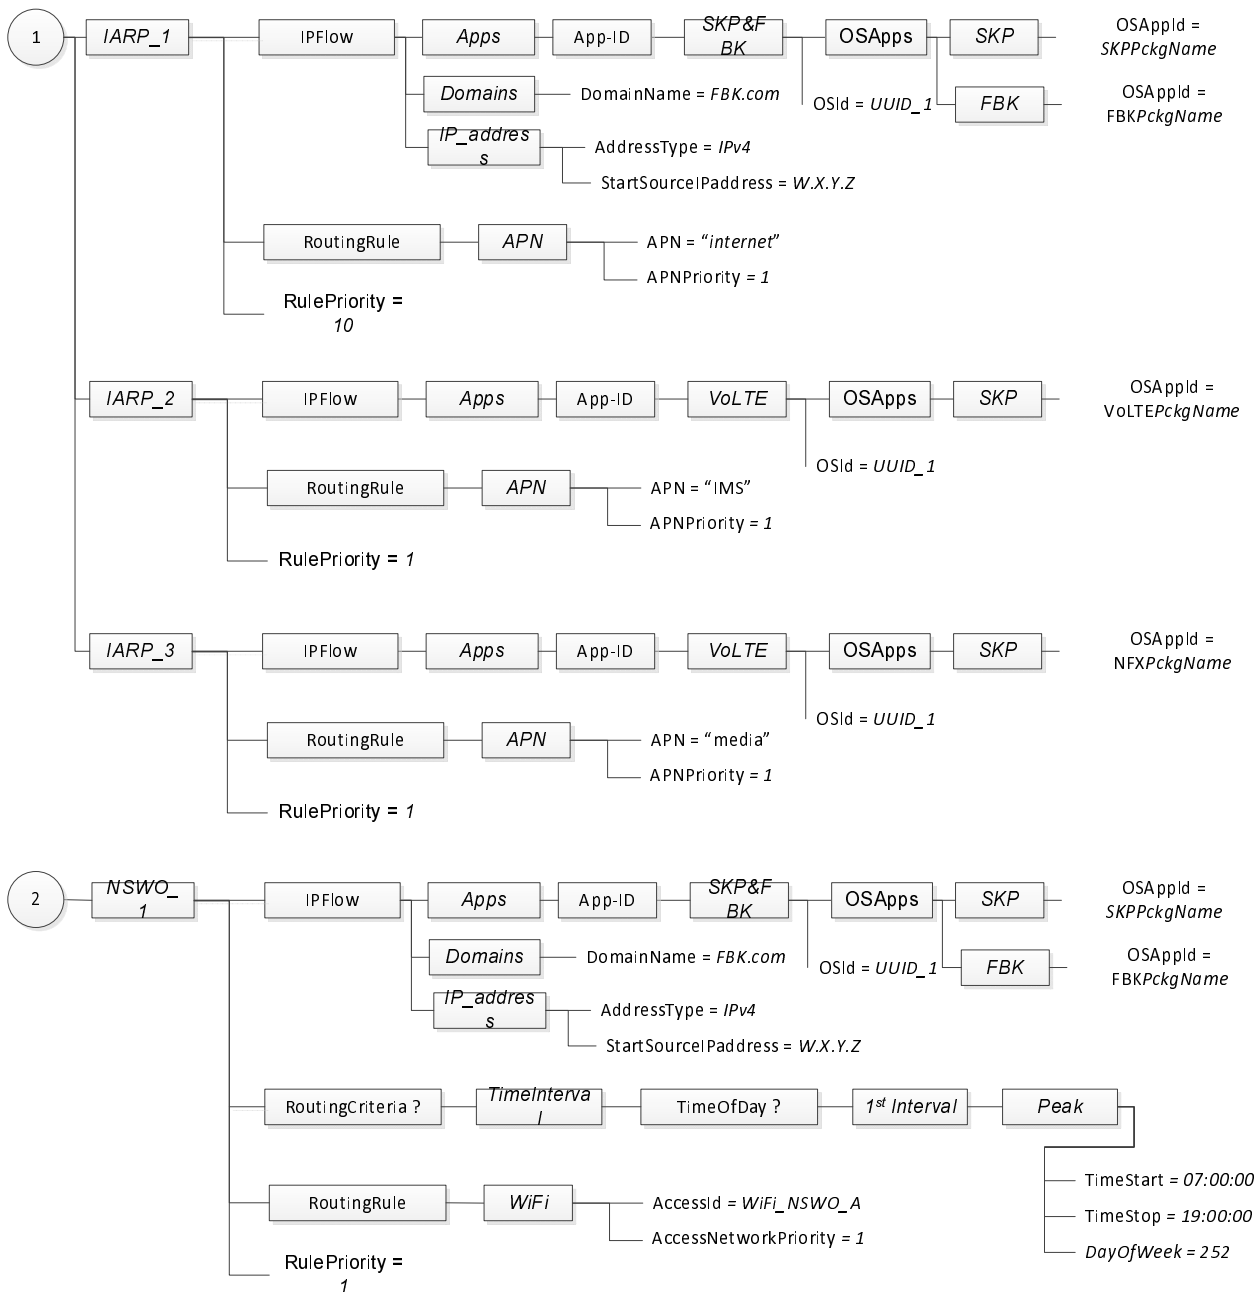 1
IARP_1
IPFlow
Apps
App-ID
SKP&F
BK
OSApps
SKP
OSAppId =
SKPPckgName
Domains
DomainName = FBK.com
OSId = UUID_1
FBK
OSAppId =
FBKPckgName
IP_addres
s
AddressType = IPv4
StartSourceIPaddress = W.X.Y.Z
RoutingRule
APN
APN = “internet”
APNPriority = 1
RulePriority =
10
IARP_2
IPFlow
Apps
App-ID
VoLTE
OSApps
SKP
OSAppId =
VoLTEPckgName
OSId = UUID_1
RoutingRule
APN
APN = “IMS”
APNPriority = 1
RulePriority = 1
IARP_3
IPFlow
Apps
App-ID
VoLTE
OSApps
SKP
OSAppId =
NFXPckgName
OSId = UUID_1
RoutingRule
APN
APN = “media”
APNPriority = 1
RulePriority = 1
2
NSWO_
1
IPFlow
Apps
App-ID
SKP&F
BK
OSApps
SKP
OSAppId =
SKPPckgName
Domains
DomainName = FBK.com
OSId = UUID_1
FBK
OSAppId =
FBKPckgName
IP_addres
s
AddressType = IPv4
StartSourceIPaddress = W.X.Y.Z
RoutingCriteria ?
TimeInterva
l
TimeOfDay ?
1st Interval
Peak
TimeStart = 07:00:00
TimeStop = 19:00:00
DayOfWeek = 252
RoutingRule
WiFi
AccessId = WiFi_NSWO_A
AccessNetworkPriority = 1
RulePriority =
1